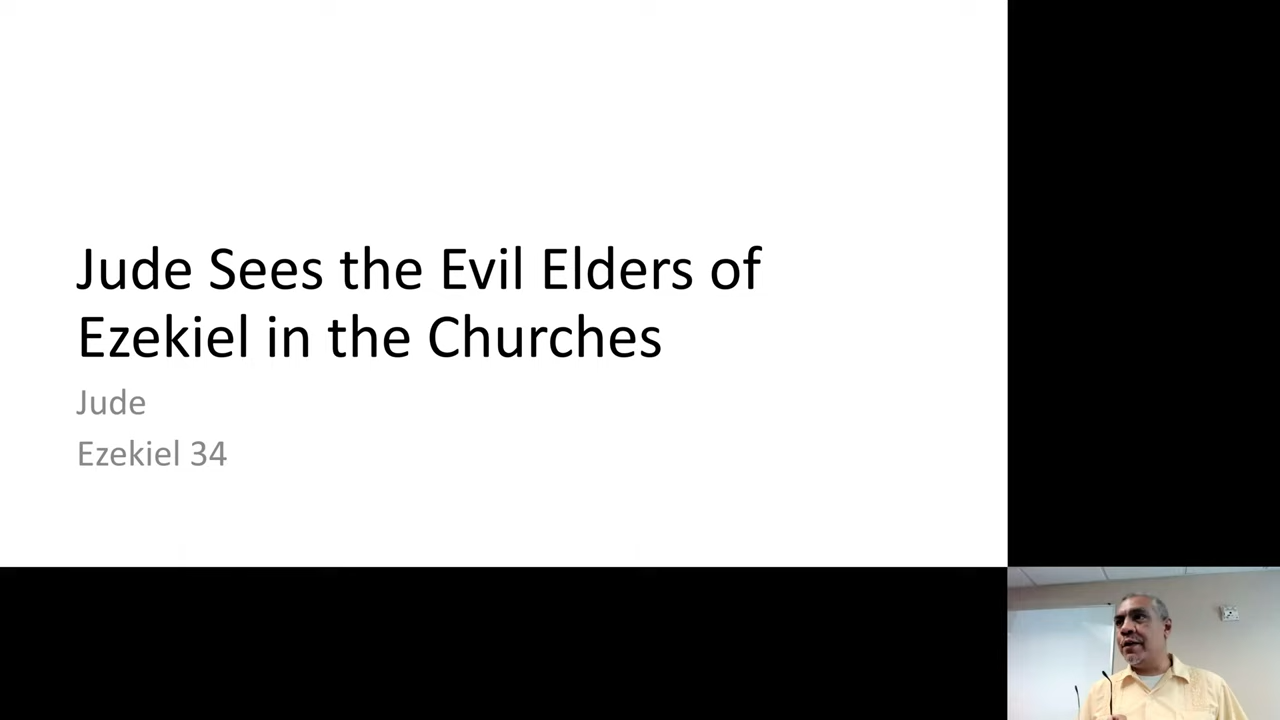 Jude Sees the Evil Elders of
Ezekiel in the Churches
Jude
Ezekiel 34